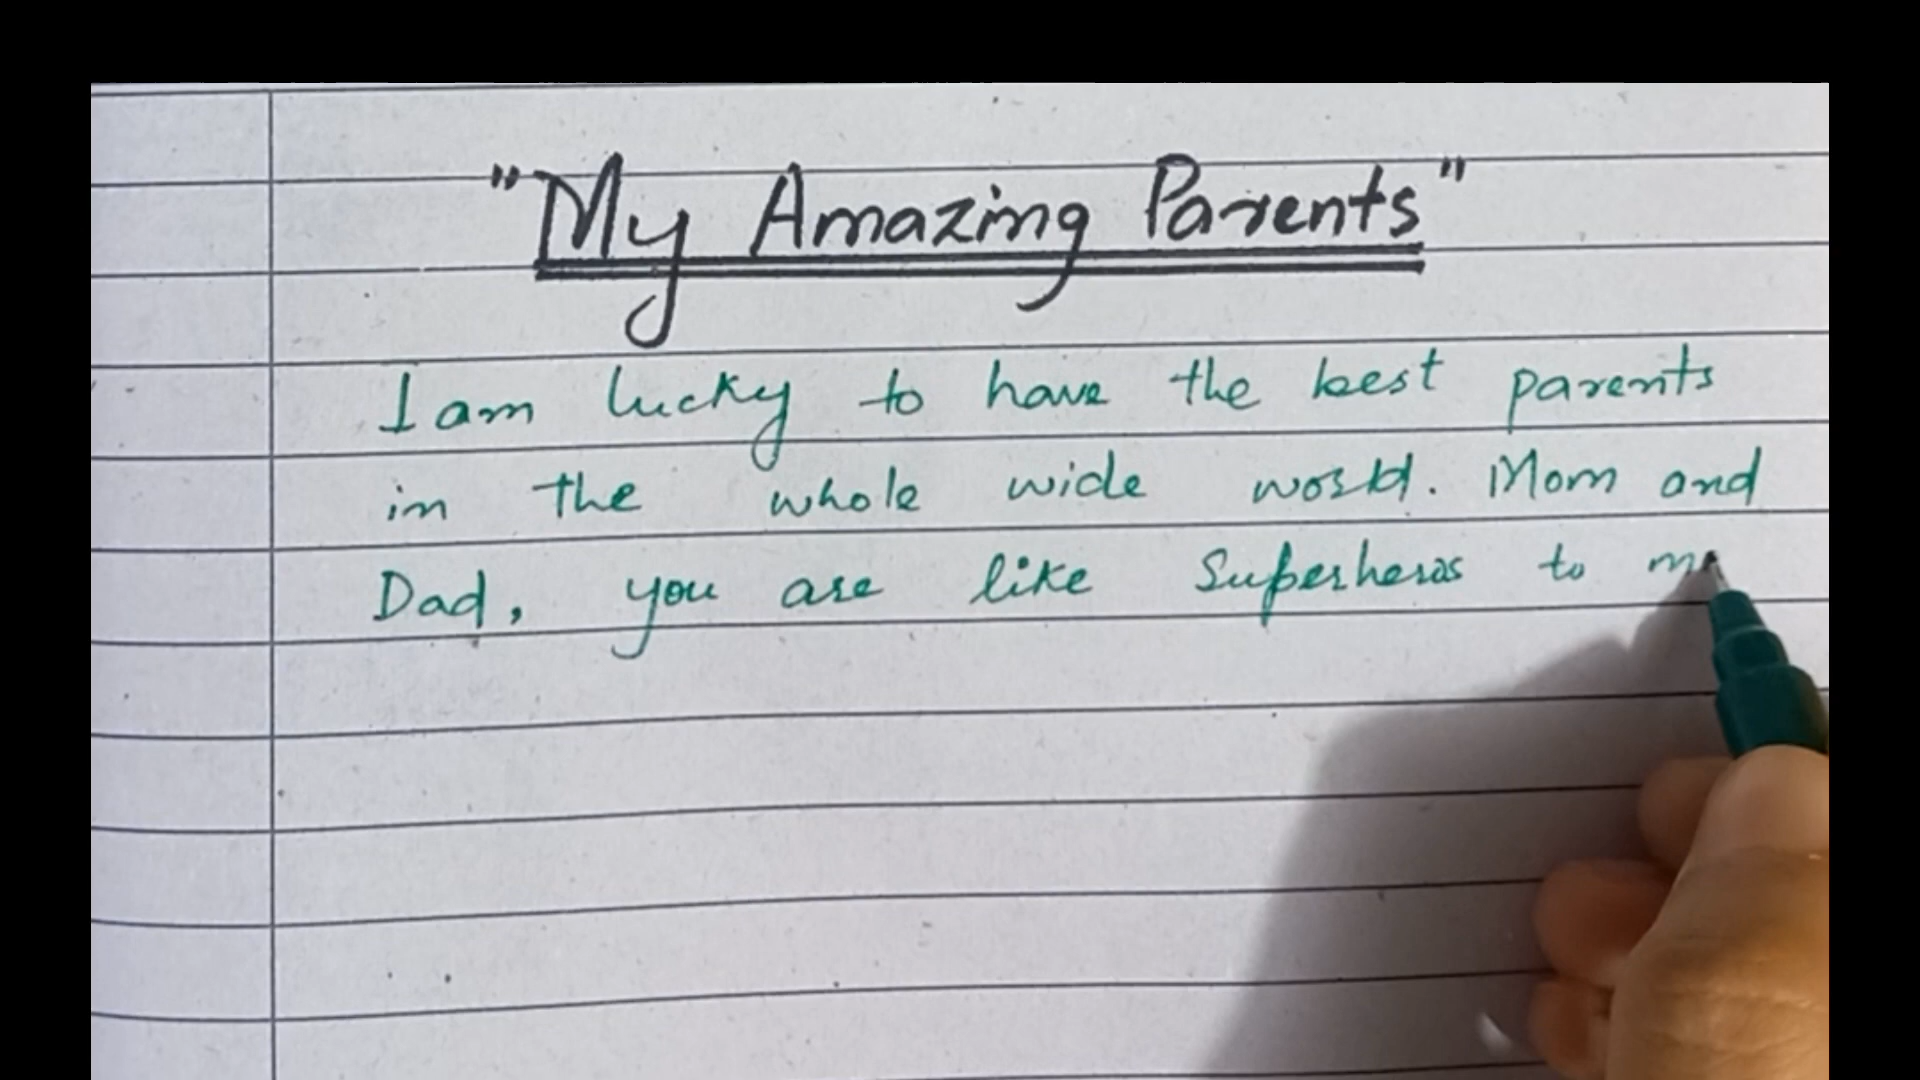 "My Amazing Parents"
I am lucky to have the best parents
in the whole wide world. Mom and
Dad, you are like Superheros to me